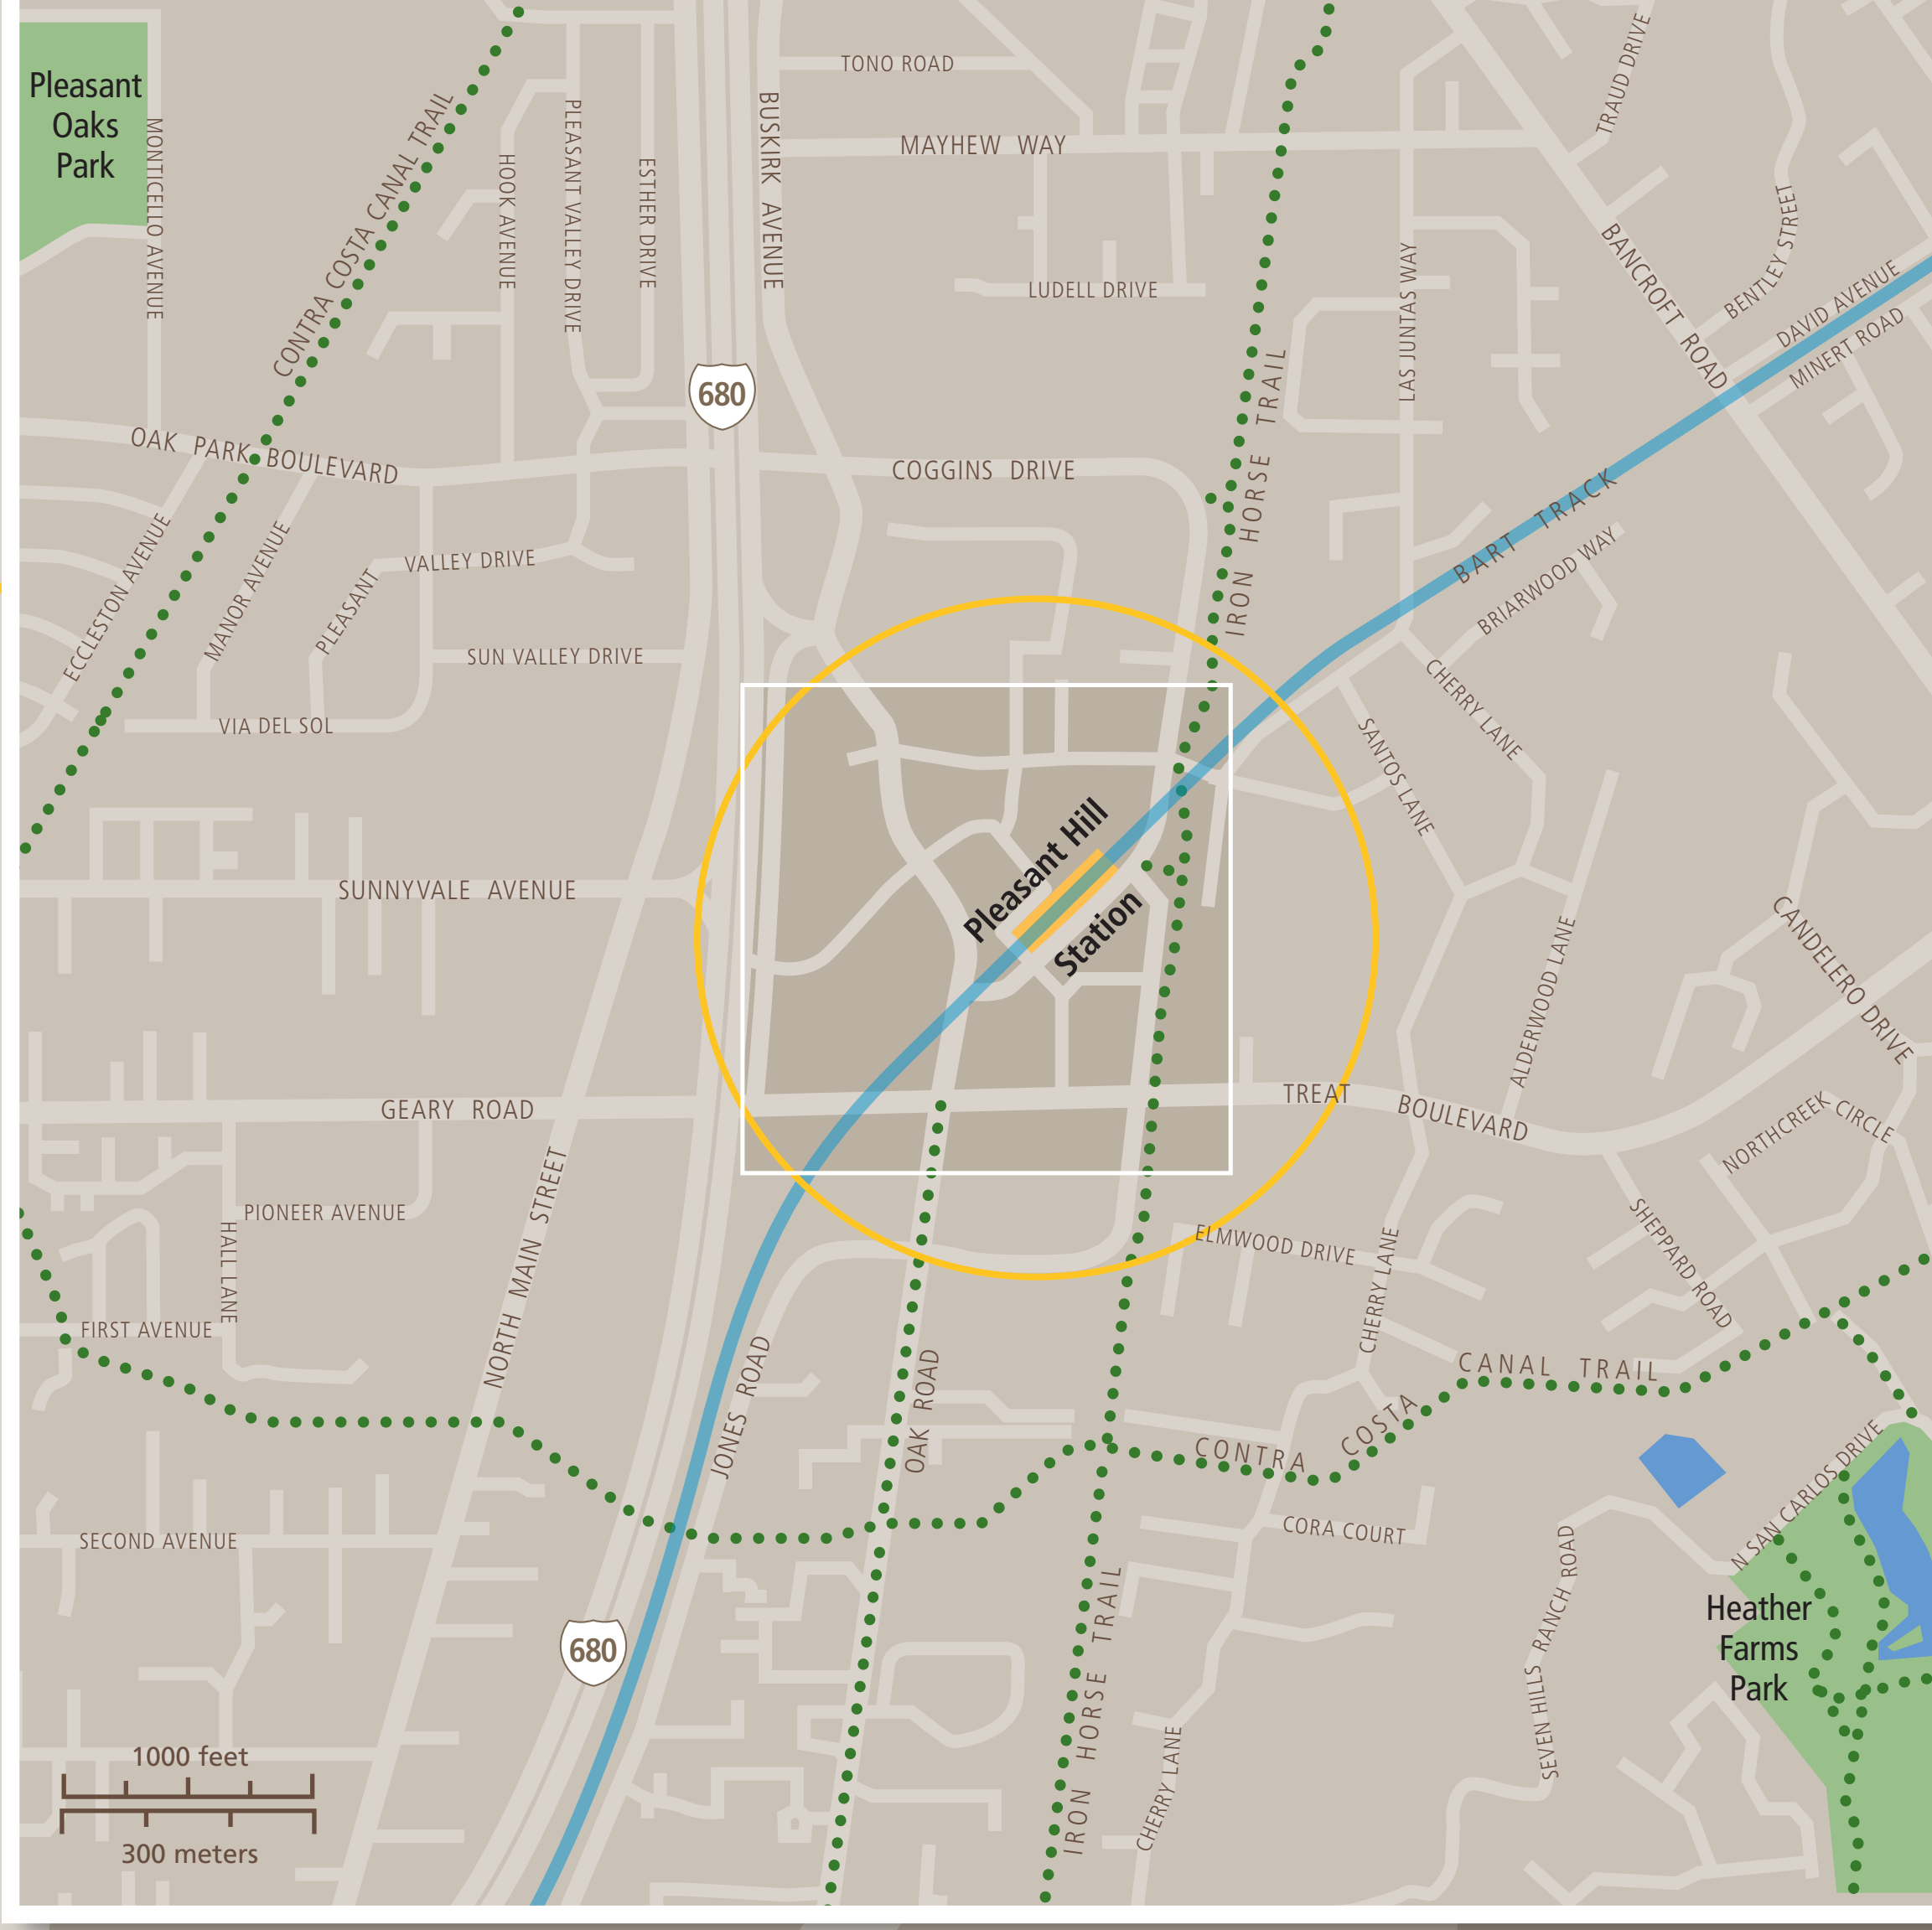 Pleasant
Oaks
Park
MONTICELLO AVENUE
CONTRA COSTA CANAL TRAIL
HOOK AVENUE
PLEASANT VALLEY DRIVE
ESTHER DRIVE
BUSKIRK AVENUE
TONO ROAD
MAYHEW WAY
LUDELL DRIVE
TRAUD DRIVE
BANCROFT ROAD
BENTLEY STREET
DAVID AVENUE
MINERT ROAD
LAS JUNTAS WAY
IRON HORSE TRAIL
680
OAK PARK BOULEVARD
COGGINS DRIVE
BART TRACK
BRIARWOOD WAY
ECCLESTON AVENUE
MANOR AVENUE
PLEASANT
VALLEY DRIVE
SUN VALLEY DRIVE
VIA DEL SOL
CHERRY LANE
SANTOS LANE
Pleasant Hill
Station
SUNNYVALE AVENUE
ALDERWOOD LANE
CANDELERO DRIVE
GEARY ROAD
TREAT BOULEVARD
NORTHCREEK CIRCLE
PIONEER AVENUE
HALL LANE
NORTH MAIN STREET
ELMWOOD DRIVE
CHERRY LANE
SHEPPARD ROAD
FIRST AVENUE
JONES ROAD
OAK ROAD
CONTRA COSTA CANAL TRAIL
N SAN CARLOS DRIVE
SECOND AVENUE
CORA COURT
680
IRON HORSE TRAIL
CHERRY LANE
SEVEN HILLS RANCH ROAD
Heather
Farms
Park
1000 feet
300 meters